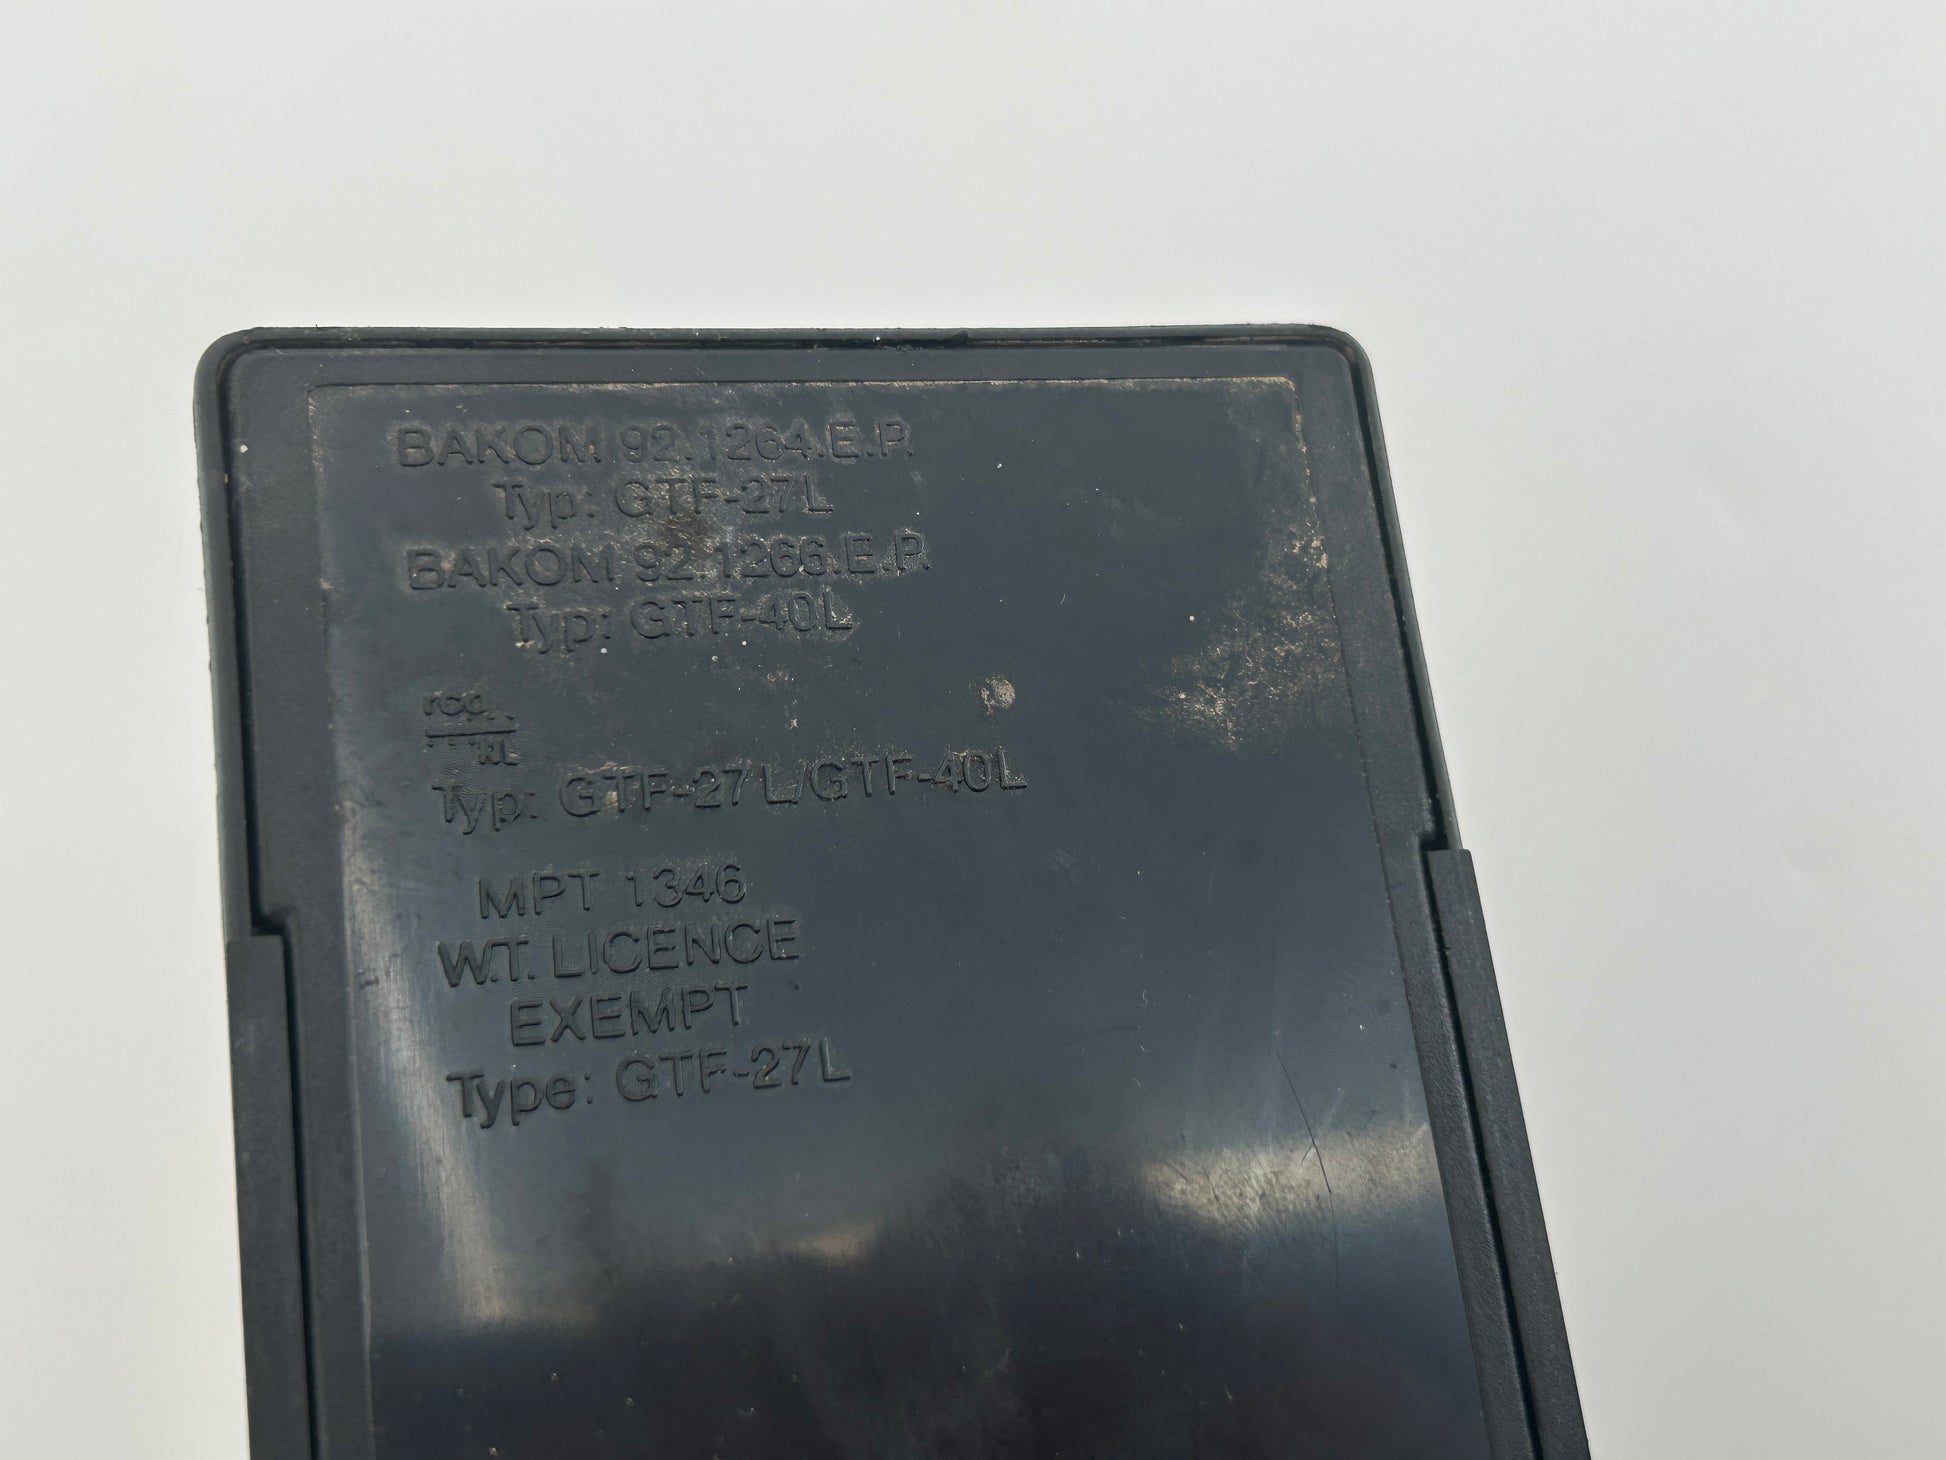 BAKOM 92.1264.E.P.
Typ: GTF-27L
BAKOM 92.1266.E.P.
Typ: GTF-40L
Typ: GTF-27L/GTF-40L
MPT 1346
W.T. LICENCE
EXEMPT
Type: GTF-27L